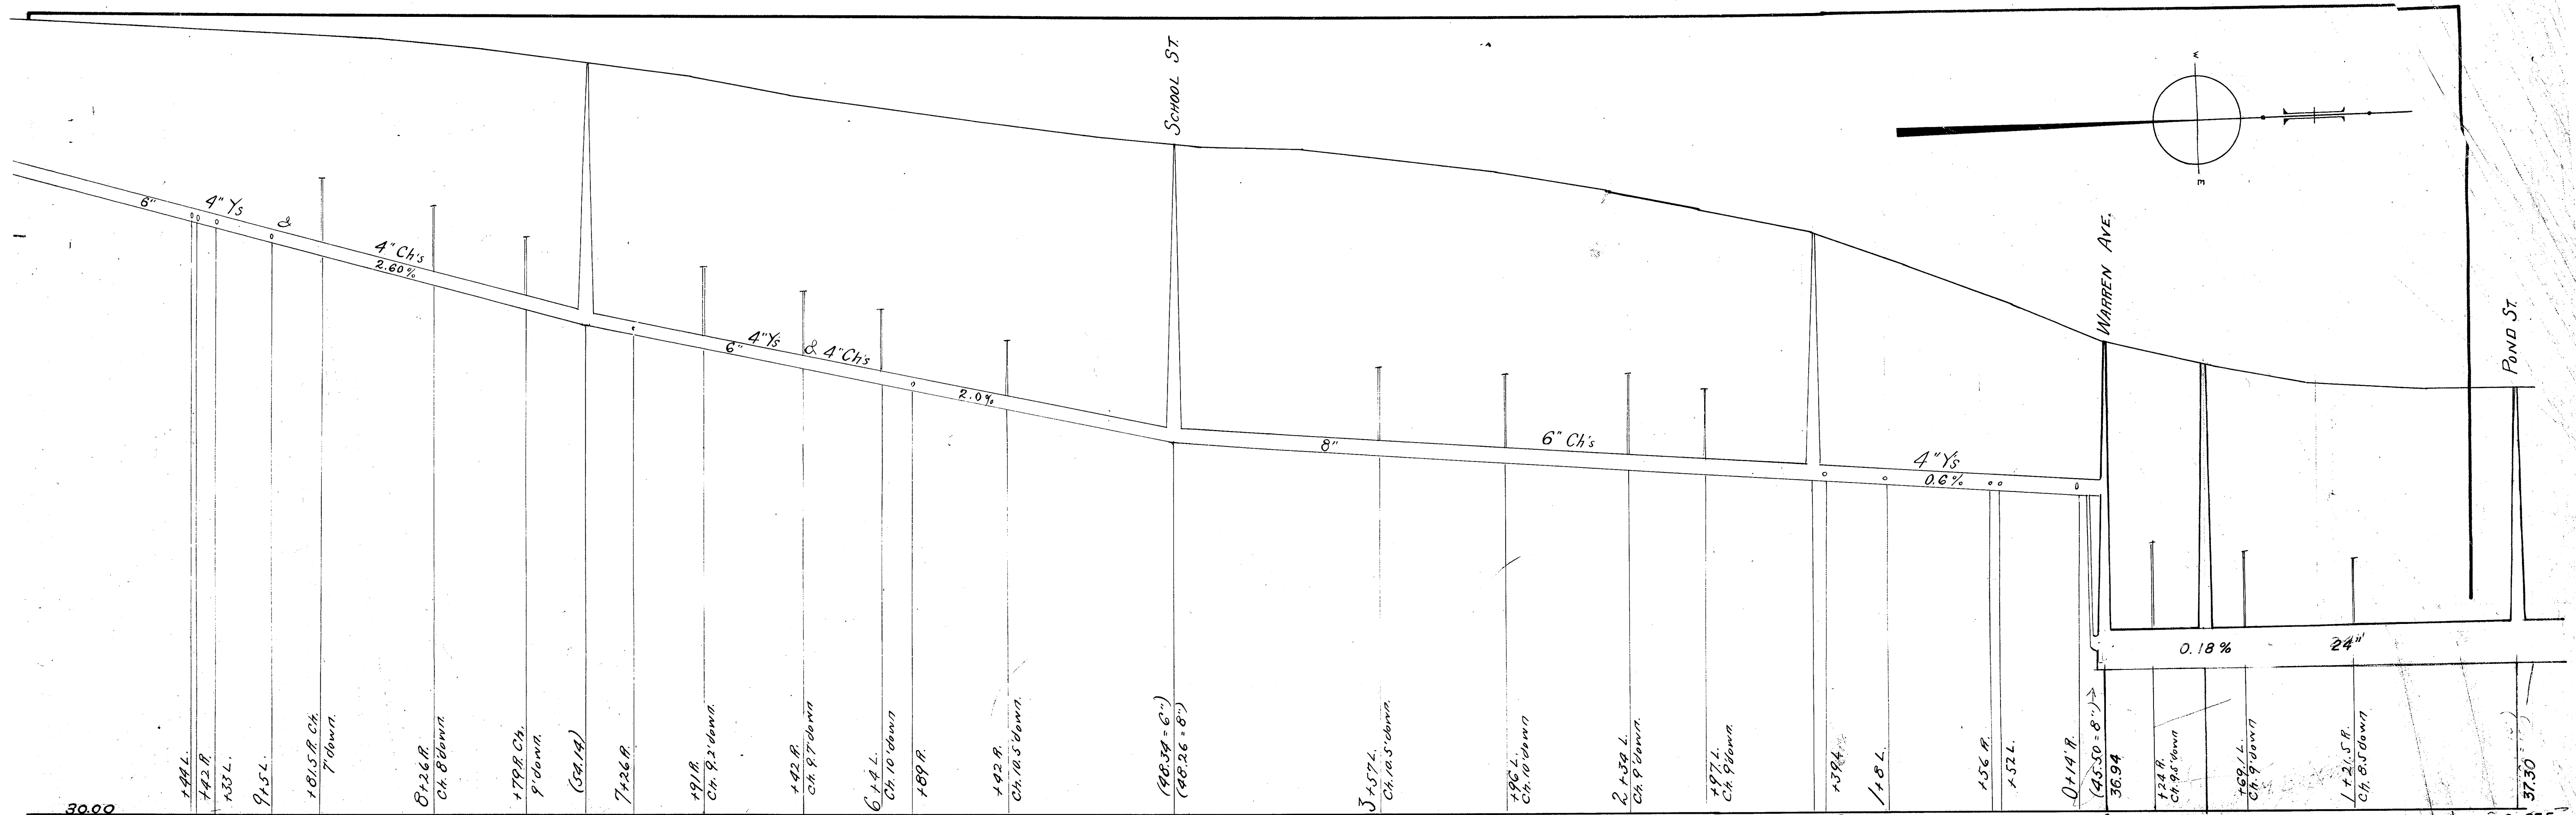 SCHOOL ST.
WARREN AVE.
POND ST.
W
E
6"
4" Ys
&
4" Ch's
2.60%
6"
4" Ys
& 4" Ch's
2.0%
8"
6" Ch's
4" Ys
0.6%
0.18%
24"
+44 L.
+42 R.
+33 L.
9+5 L.
+81.5 R. Ch.
7' down.
8+26 R.
Ch. 8' down.
+79 R. Ch.
9' down.
(54.14)
7+26 R.
+91 R.
Ch. 9.2' down.
+42 R.
Ch. 9.7' down
6+4 L.
Ch. 10' down
+89 R.
+42 R.
Ch. 10.5' down.
(48.34 = 6")
(48.26 = 8")
3+57 L.
Ch. 10.5' down.
+96 L.
Ch. 10' down
2+34 L.
Ch. 9' down.
+97 L.
Ch. 9' down
+39 L.
1+8 L.
+56 R.
+52 L.
0+14' R.
(45.50 = 8")
36.94
+24 R.
Ch. 9.5' down
+69.1 L.
Ch. 9' down
1+21.5 R.
Ch. 8.5 down
37.30
30.00